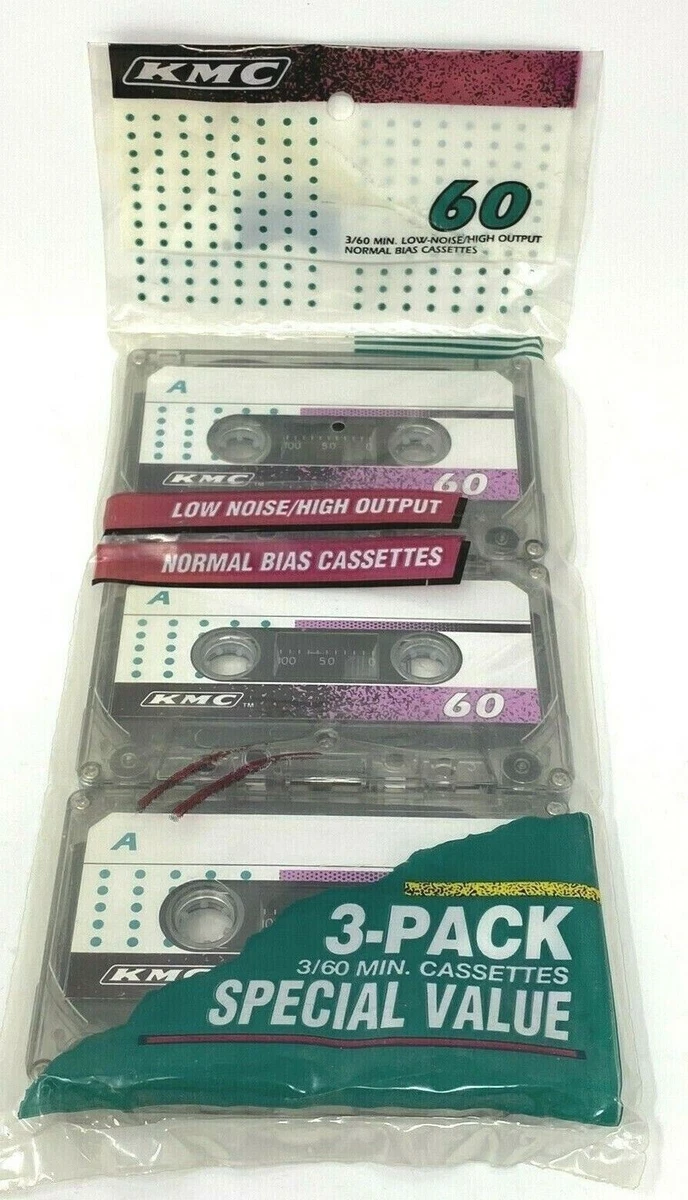 KMC
60
3/60 MIN. LOW-NOISE/HIGH OUTPUT
NORMAL BIAS CASSETTES
A
100 50 0
KMC
60
LOW NOISE/HIGH OUTPUT
NORMAL BIAS CASSETTES
A
100 50 0
KMC TM
60
A
KMC
3-PACK
3/60 MIN. CASSETTES
SPECIAL VALUE